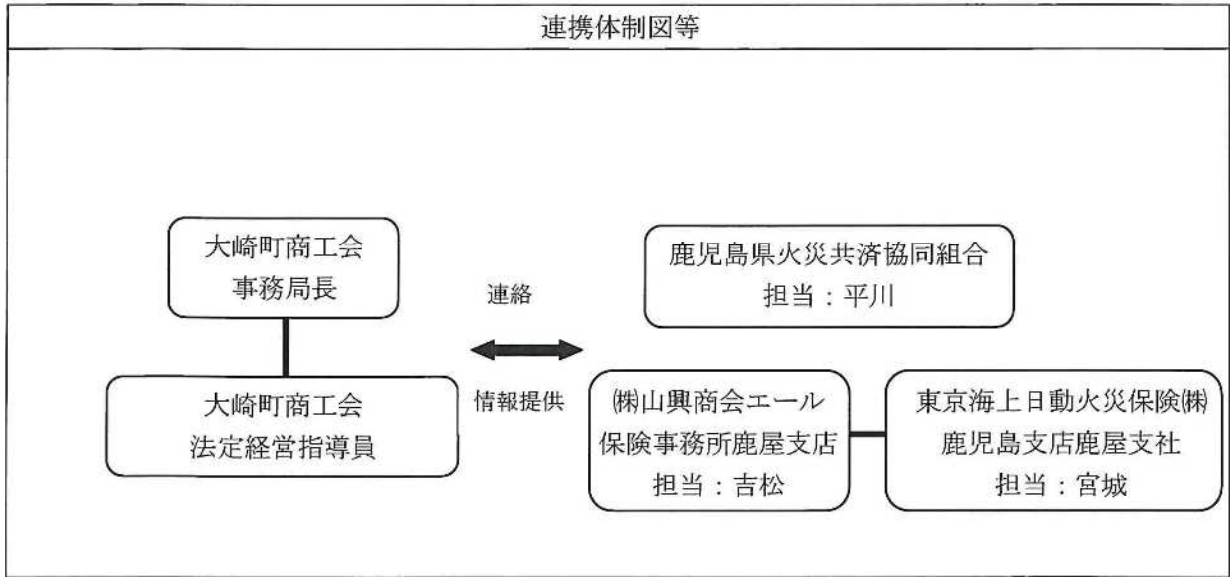 連携体制図等
大崎町商工会
事務局長
大崎町商工会
法定経営指導員
連絡
情報提供
鹿児島県火災共済協同組合
担当：平川
㈱山興商会エール
保険事務所鹿屋支店
担当：吉松
東京海上日動火災保険㈱
鹿児島支店鹿屋支社
担当：宮城